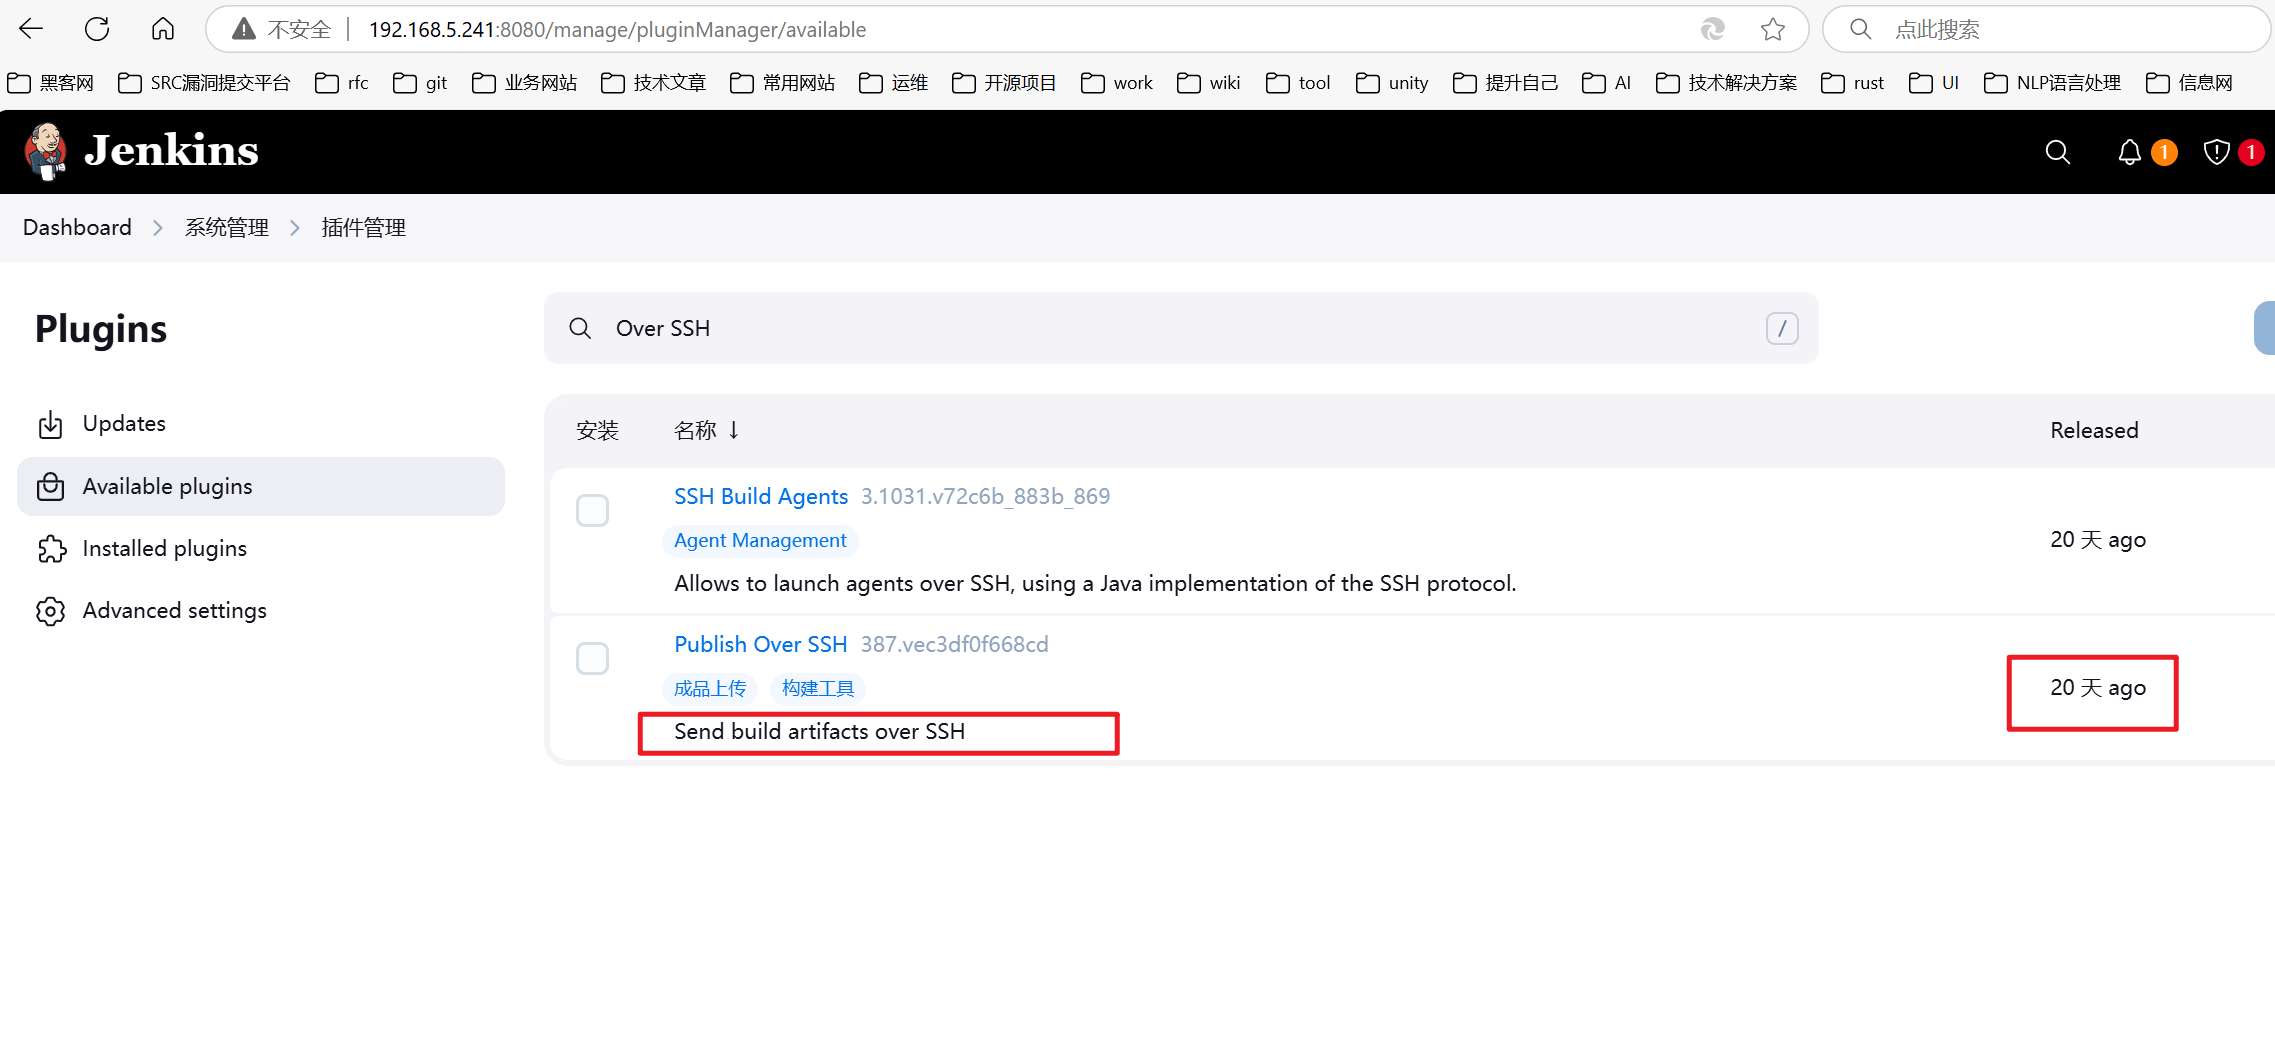 不安全 | 192.168.5.241:8080/manage/pluginManager/available
点此搜索
黑客网 SRC漏洞提交平台 rfc git 业务网站 技术文章 常用网站 运维 开源项目 work wiki tool unity 提升自己 AI 技术解决方案 rust UI NLP语言处理 信息网
Jenkins
1
1
Dashboard 系统管理 插件管理
Plugins
Updates
Available plugins
Installed plugins
Advanced settings
Over SSH
/
安装 名称 ↓ Released
SSH Build Agents 3.1031.v72c6b_883b_869
Agent Management
Allows to launch agents over SSH, using a Java implementation of the SSH protocol.
20 天 ago
Publish Over SSH 387.vec3df0f668cd
成品上传 构建工具
Send build artifacts over SSH
20 天 ago